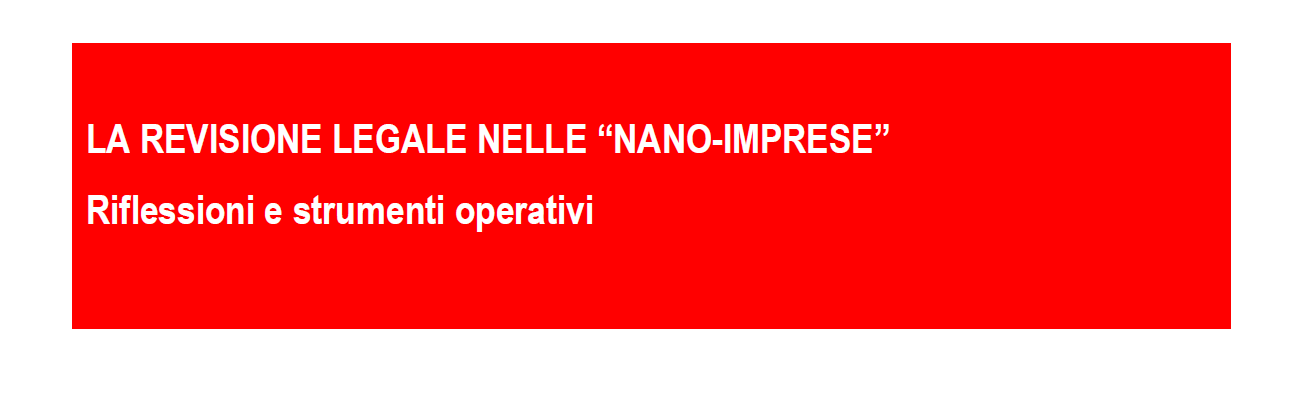 LA REVISIONE LEGALE NELLE “NANO-IMPRESE”
Riflessioni e strumenti operativi